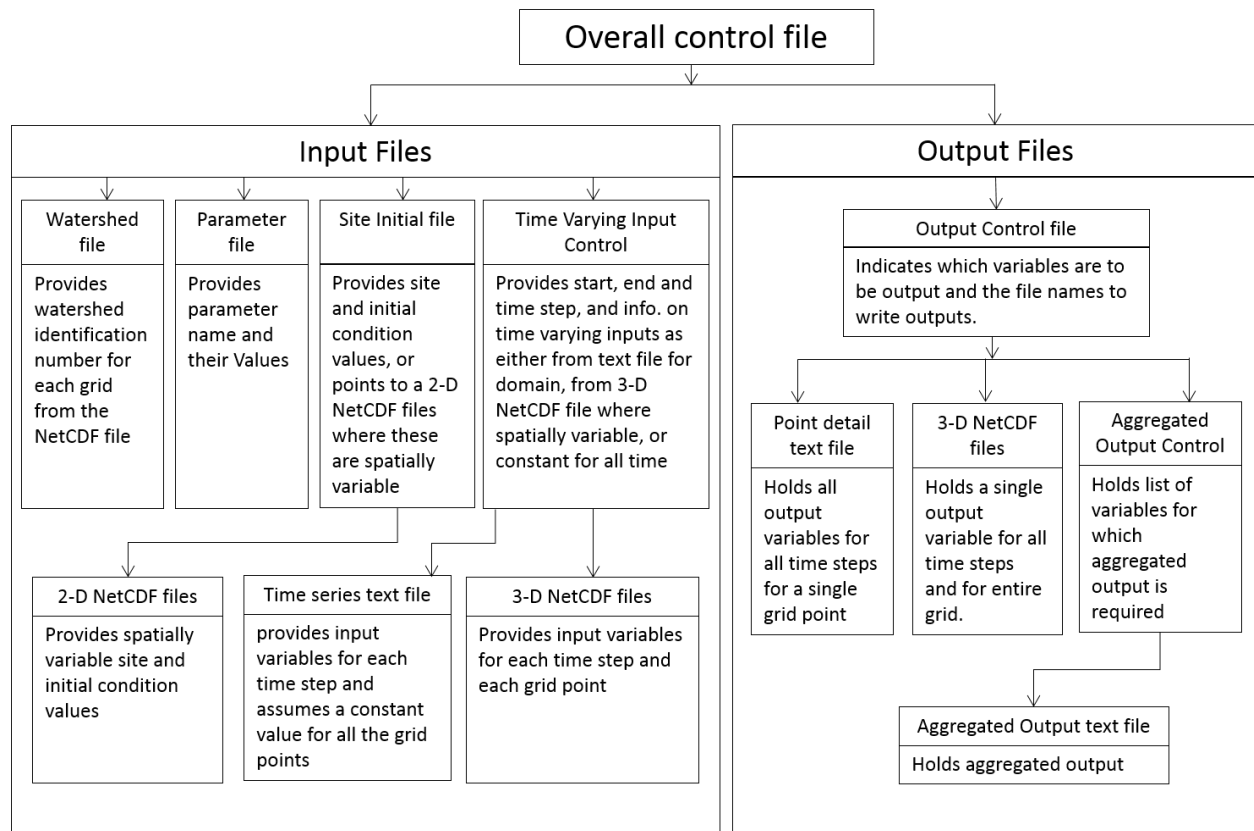 Overall control file
Input Files
Watershed
file
Provides
watershed
identification
number for
each grid
from the
NetCDF file
Parameter
file
Provides
parameter
name and
their Values
Site Initial file
Provides site
and initial
condition
values, or
points to a 2-D
NetCDF files
where these
are spatially
variable
Time Varying Input
Control
Provides start, end and
time step, and info. on
time varying inputs as
either from text file for
domain, from 3-D
NetCDF file where
spatially variable, or
constant for all time
2-D NetCDF files
Provides spatially
variable site and
initial condition
values
Time series text file
provides input
variables for each
time step and
assumes a constant
value for all the grid
points
3-D NetCDF files
Provides input variables
for each time step and
each grid point
Output Files
Output Control file
Indicates which variables are to
be output and the file names to
write outputs.
Point detail
text file
Holds all
output
variables for
all time steps
for a single
grid point
3-D NetCDF
files
Holds a single
output
variable for all
time steps
and for entire
grid.
Aggregated
Output Control
Holds list of
variables for
which
aggregated
output is
required
Aggregated Output text file
Holds aggregated output